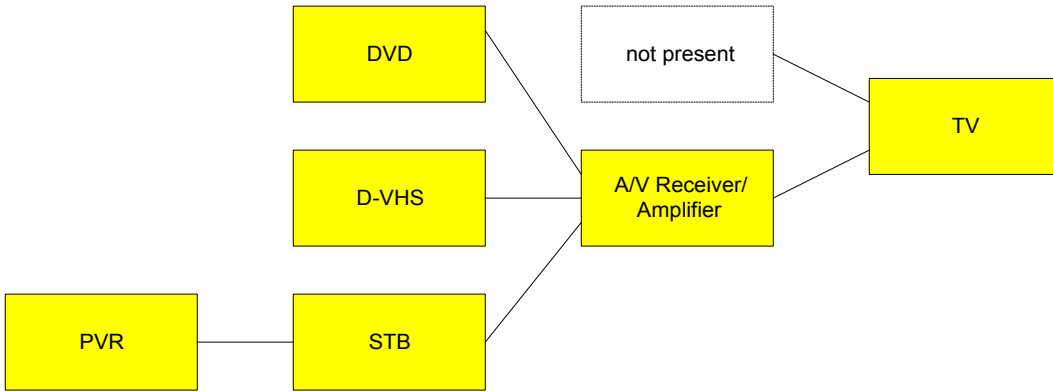 DVD
not present
TV
D-VHS
A/V Receiver/
Amplifier
PVR
STB